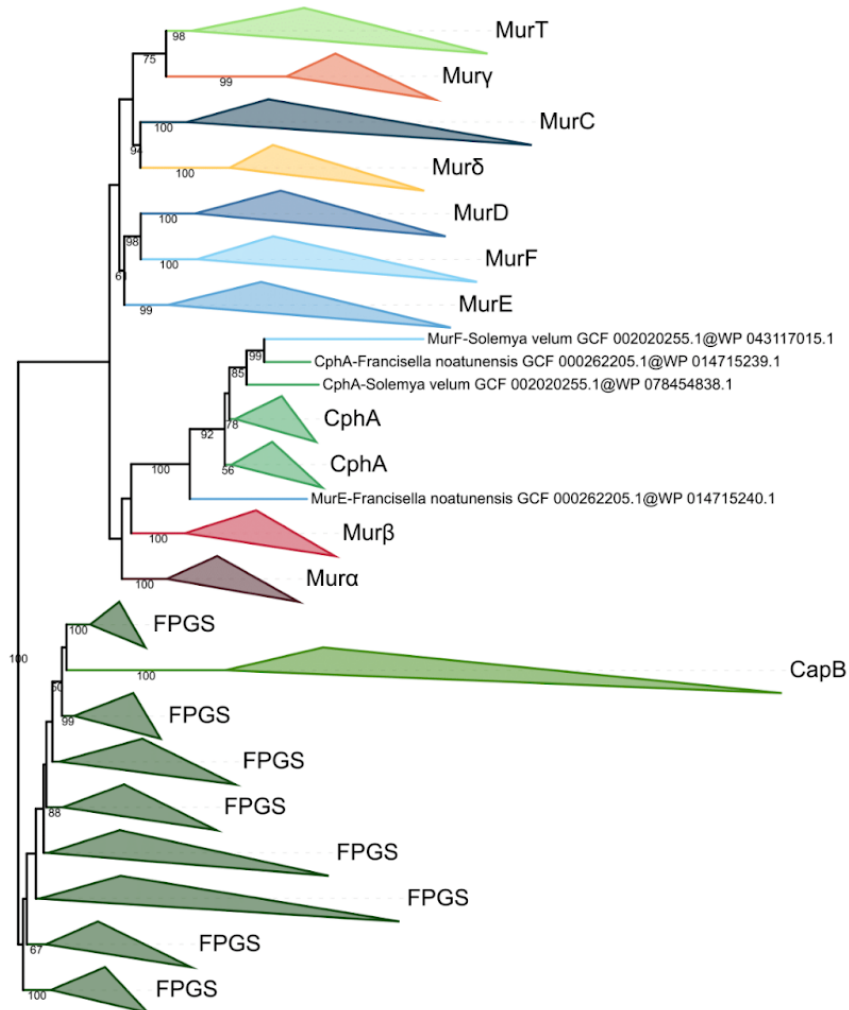 MurT
98
75
Murγ
99
MurC
100
94
Murδ
100
MurD
100
98
MurF
100
6
MurE
99
MurF-Solemya velum GCF 002020255.1@WP 043117015.1
99
CphA-Francisella noatunensis GCF 000262205.1@WP 014715239.1
85
CphA-Solemya velum GCF 002020255.1@WP 078454838.1
CphA
78
92
CphA
56
100
MurE-Francisella noatunensis GCF 000262205.1@WP 014715240.1
Murβ
100
Murα
100
FPGS
100
100
CapB
100
FPGS
99
FPGS
FPGS
88
FPGS
FPGS
FPGS
67
FPGS
100